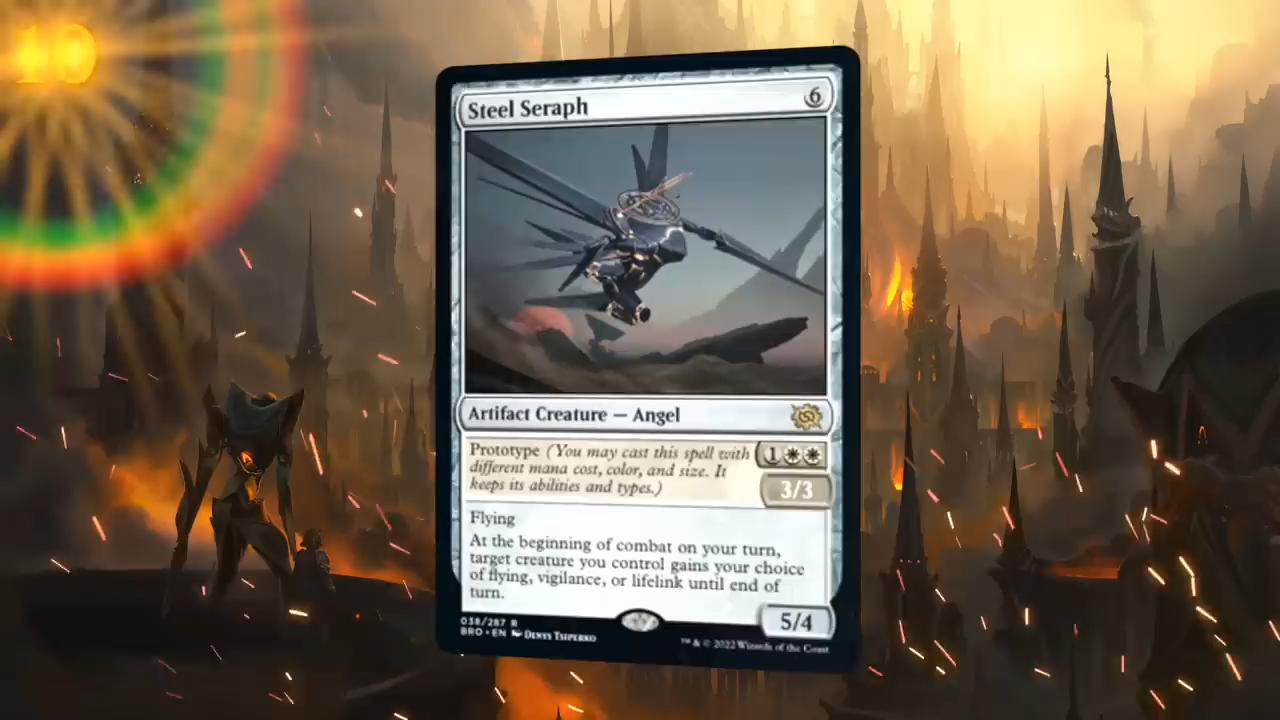 10
Steel Seraph 6
Artifact Creature — Angel
Prototype (You may cast this spell with 1
different mana cost, color, and size. It
keeps its abilities and types.) 3/3
Flying
At the beginning of combat on your turn,
target creature you control gains your choice
of flying, vigilance, or lifelink until end of
turn.
5/4
038/287 R
BRO • EN Denys Tsiperko
™ & © 2022 Wizards of the Coast